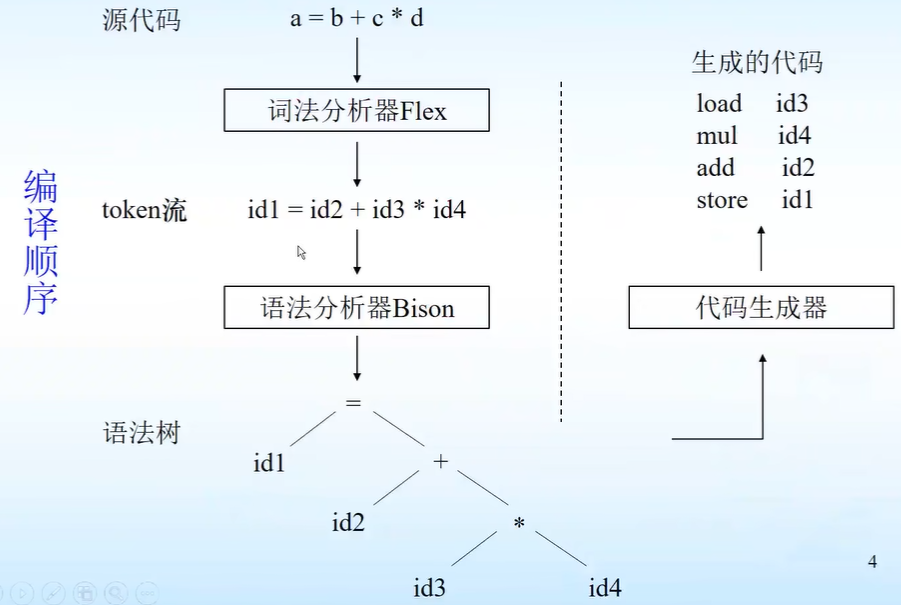 源代码
a = b + c * d
词法分析器Flex
编译顺序
token流
id1 = id2 + id3 * id4
语法分析器Bison
语法树
=
id1
+
id2
*
id3
id4
生成的代码
load id3
mul id4
add id2
store id1
代码生成器
4